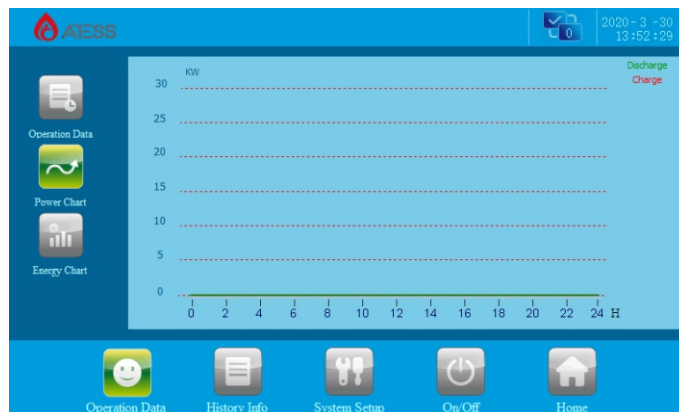 ATESS
0
2020- 3 -30
13:52:29
Operation Data
Power Chart
Energy Chart
KW
30
25
20
15
10
5
0
0 2 4 6 8 10 12 14 16 18 20 22 24 H
Discharge
Charge
Operation Data History Info System Setup On/Off Home